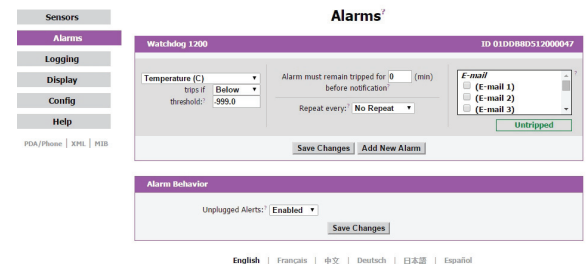 Alarms?
Sensors
Alarms
Logging
Display
Config
Help
PDA/Phone | XML | MIB
Watchdog 1200 ID 01DDB8D512000047
Temperature (C)
trips if Below
threshold:? -999.0
Alarm must remain tripped for 0 (min)
before notification?
Repeat every:? No Repeat
E-mail ?
(E-mail 1)
(E-mail 2)
(E-mail 3)
Untripped
Save Changes Add New Alarm
Alarm Behavior
Unplugged Alerts:? Enabled
Save Changes
English | Français | 中文 | Deutsch | 日本語 | Español